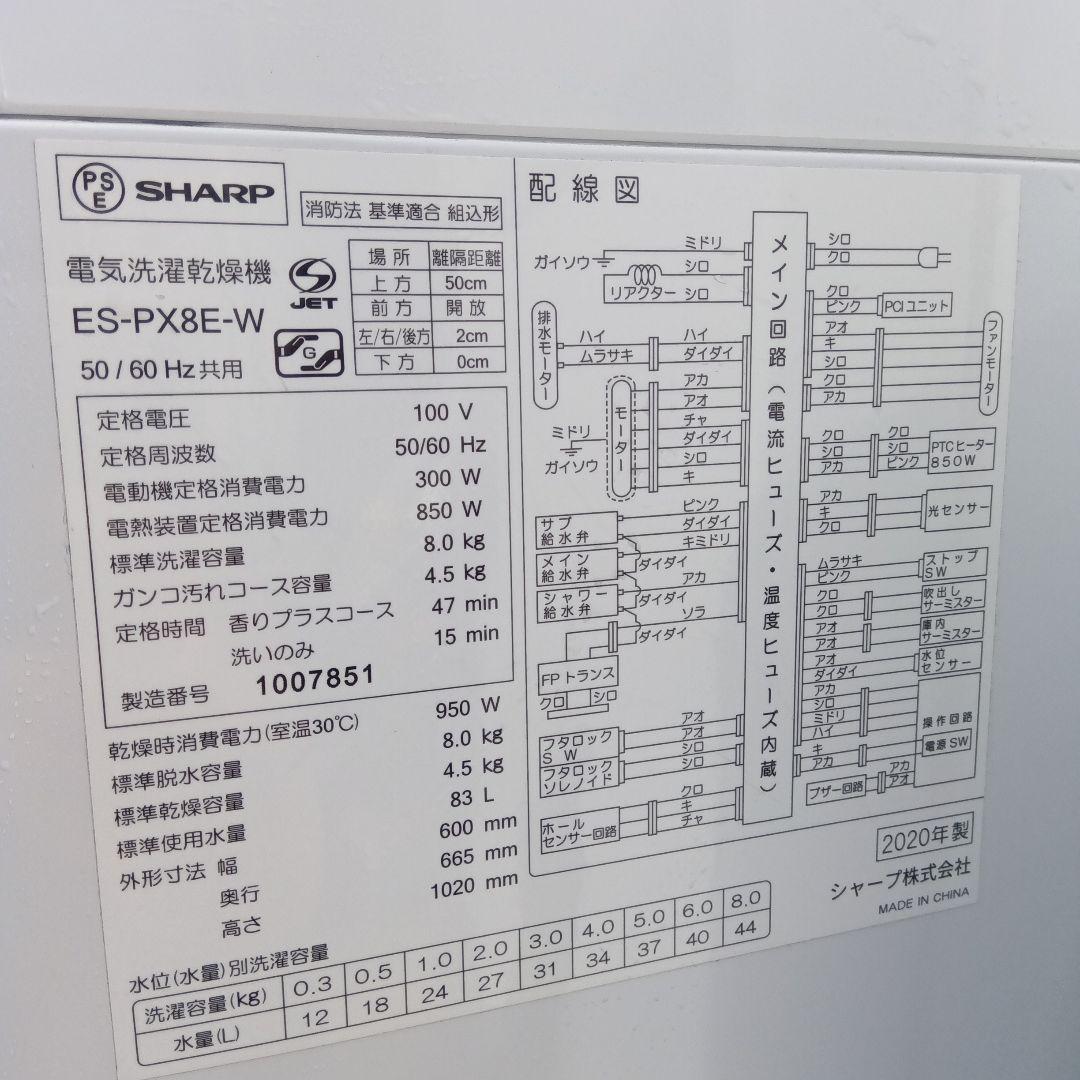 PSE SHARP
消防法 基準適合 組込形
電気洗濯乾燥機
JET
ES-PX8E-W
G
50/60 Hz共用
場所 離隔距離
上方 50cm
前方 開放
左/右/後方 2cm
下方 0cm
定格電圧 100 V
定格周波数 50/60 Hz
電動機定格消費電力 300 W
電熱装置定格消費電力 850 W
標準洗濯容量 8.0 kg
ガンコ汚れコース容量 4.5 kg
定格時間 香りプラスコース 47 min
洗いのみ 15 min
製造番号 1007851
乾燥時消費電力(室温30℃) 950 W
標準脱水容量 8.0 kg
標準乾燥容量 4.5 kg
標準使用水量 83 L
外形寸法 幅 600 mm
奥行 665 mm
高さ 1020 mm
水位(水量)別洗濯容量
洗濯容量(kg) 0.3 0.5 1.0 2.0 3.0 4.0 5.0 6.0 8.0
水量(L) 12 18 24 27 31 34 37 40 44
配線図
ガイソウ
ミドリ
シロ
リアクター シロ
排水モーター
ハイ ハイ
ムラサキ ダイダイ
モーター
ミドリ
ガイソウ
アカ
アオ
チャ
ダイダイ
シロ
キ
サブ給水弁
ピンク
ダイダイ
キミドリ
メイン給水弁
ダイダイ
アカ
シャワー給水弁
ダイダイ
ソラ
ダイダイ
FPトランス
クロ シロ
フタロックSW
アオ
アオ
フタロックソレノイド
シロ
シロ
ホールセンサー回路
クロ
キ
チャ
メイン回路(電流ヒューズ・温度ヒューズ内蔵)
シロ
クロ
クロ
ピンク
PCIユニット
アオ
キ
シロ
クロ
アカ
ファンモーター
クロ クロ
シロ シロ
アカ ピンク
PTCヒーター
850W
アカ
キ
クロ
光センサー
ムラサキ
ピンク
ストップSW
クロ
クロ
吹出しサーミスター
アオ
アオ
庫内サーミスター
アオ
ダイダイ
水位センサー
アカ
シロ
ミドリ
ハイ
操作回路
キ
アカ
電源SW
ブザー回路
アカ
アオ
2020年製
シャープ株式会社
MADE IN CHINA